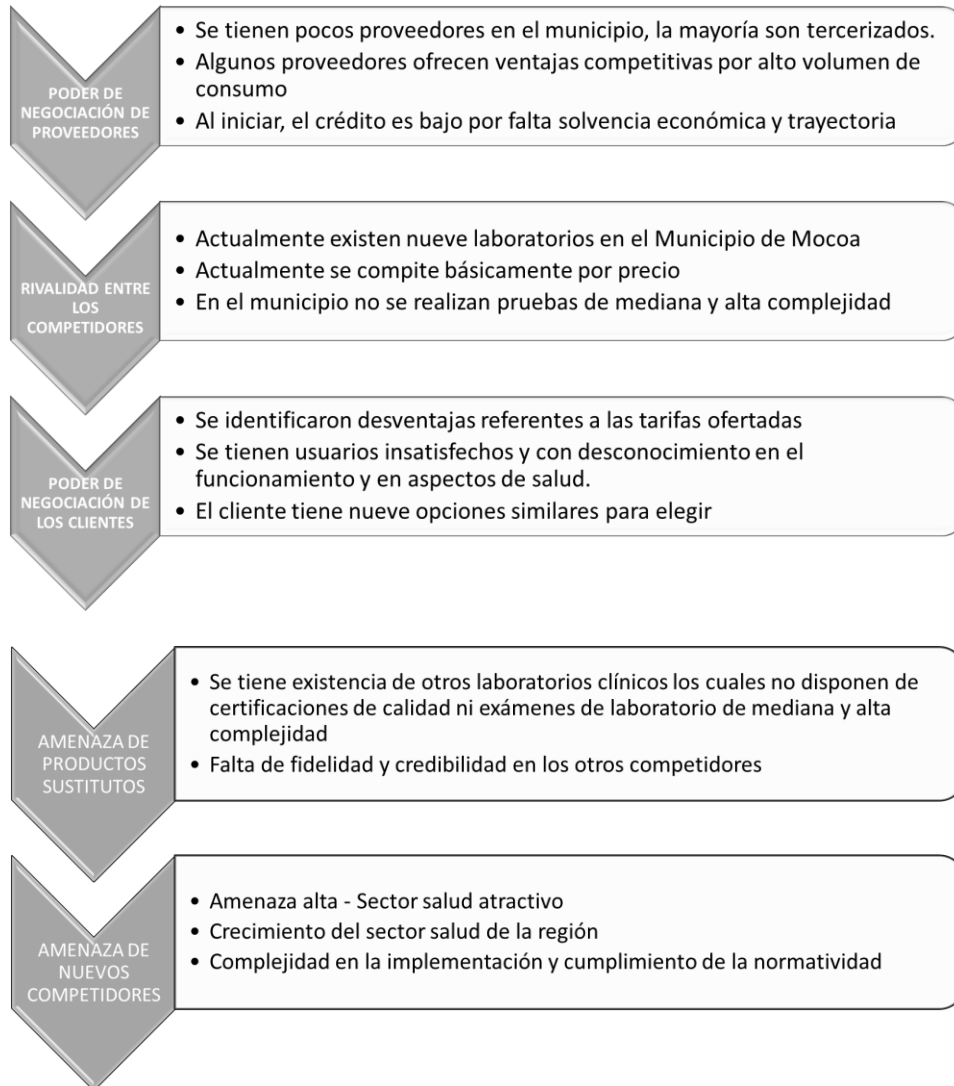 PODER DE
NEGOCIACIÓN DE
PROVEEDORES
• Se tienen pocos proveedores en el municipio, la mayoría son tercerizados.
• Algunos proveedores ofrecen ventajas competitivas por alto volumen de
consumo
• Al iniciar, el crédito es bajo por falta solvencia económica y trayectoria
RIVALIDAD ENTRE
LOS
COMPETIDORES
• Actualmente existen nueve laboratorios en el Municipio de Mocoa
• Actualmente se compite básicamente por precio
• En el municipio no se realizan pruebas de mediana y alta complejidad
PODER DE
NEGOCIACIÓN DE
LOS CLIENTES
• Se identificaron desventajas referentes a las tarifas ofertadas
• Se tienen usuarios insatisfechos y con desconocimiento en el
funcionamiento y en aspectos de salud.
• El cliente tiene nueve opciones similares para elegir
AMENAZA DE
PRODUCTOS
SUSTITUTOS
• Se tiene existencia de otros laboratorios clínicos los cuales no disponen de
certificaciones de calidad ni exámenes de laboratorio de mediana y alta
complejidad
• Falta de fidelidad y credibilidad en los otros competidores
AMENAZA DE
NUEVOS
COMPETIDORES
• Amenaza alta - Sector salud atractivo
• Crecimiento del sector salud de la región
• Complejidad en la implementación y cumplimiento de la normatividad